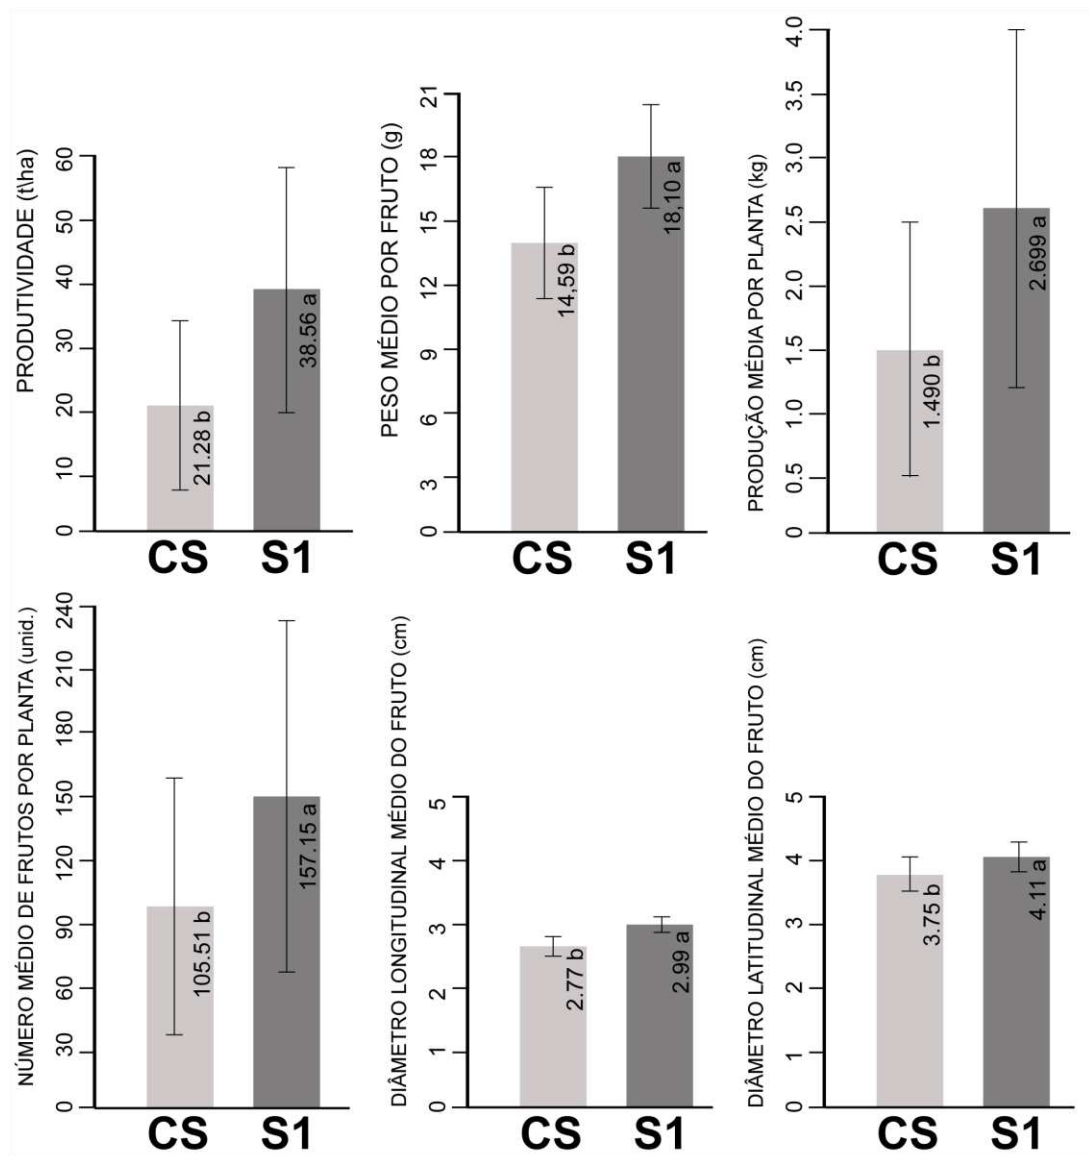 PRODUTIVIDADE (t\ha)
60
50
40
30
20
10
0
21.28 b
38.56 a
CS
S1
PESO MÉDIO POR FRUTO (g)
21
18
15
12
9
6
3
0
14,59 b
18,10 a
CS
S1
PRODUÇÃO MÉDIA POR PLANTA (kg)
4.0
3.5
3.0
2.5
2.0
1.5
1.0
0.5
0
1.490 b
2.699 a
CS
S1
NÚMERO MÉDIO DE FRUTOS POR PLANTA (unid.)
240
210
180
150
120
90
60
30
0
105.51 b
157.15 a
CS
S1
DIÂMETRO LONGITUDINAL MÉDIO DO FRUTO (cm)
5
4
3
2
1
0
2.77 b
2.99 a
CS
S1
DIÂMETRO LATITUDINAL MÉDIO DO FRUTO (cm)
5
4
3
2
1
0
3.75 b
4.11 a
CS
S1